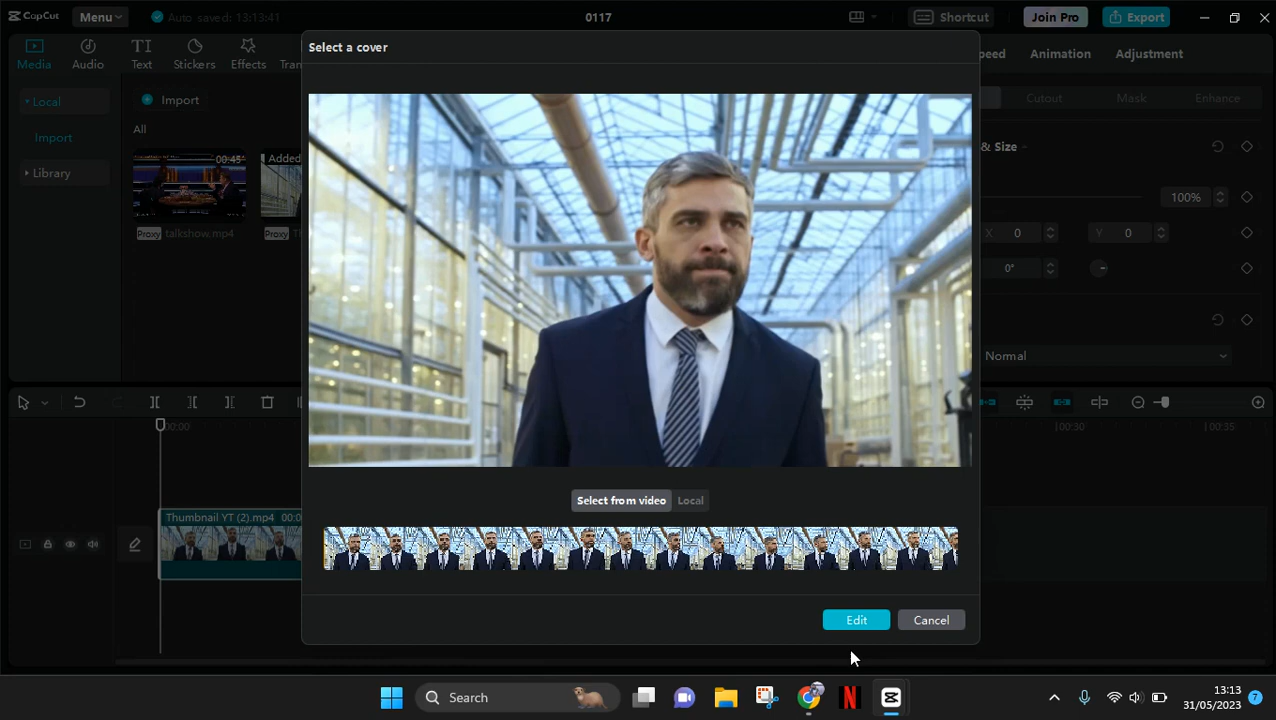 CapCut Menu Auto saved: 13:13:41 0117 Shortcut Join Pro Export
Media Audio Text Stickers Effects Tran
Select a cover
peed Animation Adjustment
Local
Import
Library
Import
All
00:45
Added
Proxy talkshow.mp4
Proxy
Cutout Mask Enhance
& Size
100%
X 0 Y 0
0°
Normal
Select from video Local
Edit Cancel
00:00 00:30 00:35
Thumbnail YT (2).mp4 00:0
Search
13:13
31/05/2023
7